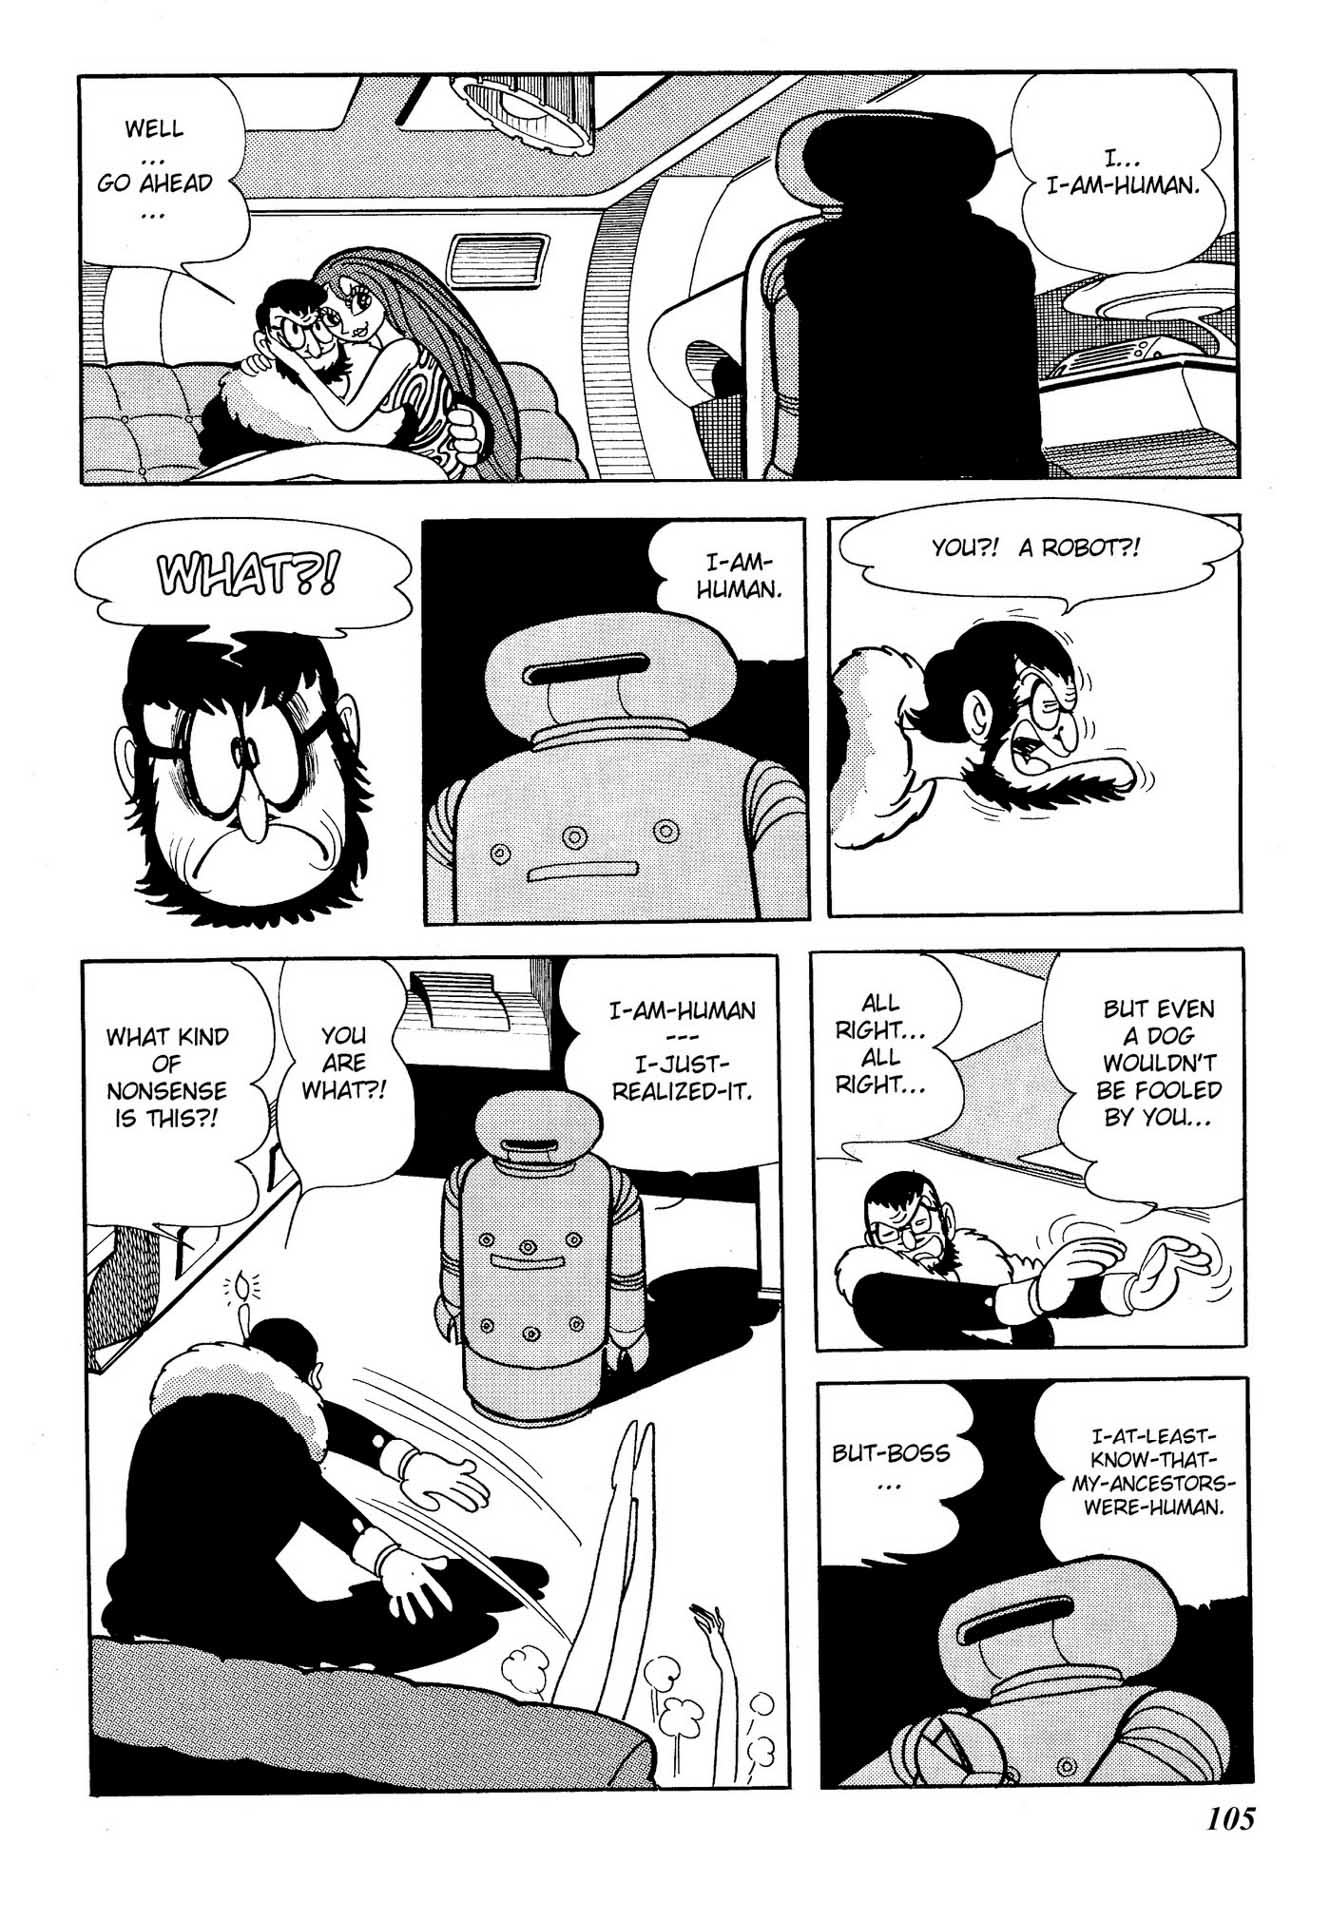 WELL
...
GO AHEAD
...
I...
I-AM-HUMAN.
WHAT?!
I-AM-
HUMAN.
YOU?! A ROBOT?!
WHAT KIND
OF
NONSENSE
IS THIS?!
YOU
ARE
WHAT?!
I-AM-HUMAN
---
I-JUST-
REALIZED-IT.
ALL
RIGHT...
ALL
RIGHT...
BUT EVEN
A DOG
WOULDN'T
BE FOOLED
BY YOU...
BUT-BOSS
...
I-AT-LEAST-
KNOW-THAT-
MY-ANCESTORS-
WERE-HUMAN.
105